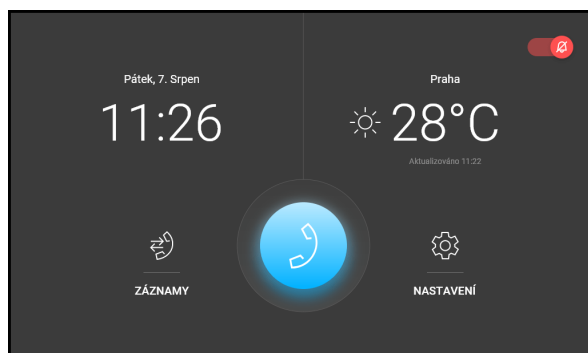 Pátek, 7. Srpen
11:26
Praha
28°C
Aktualizováno 11:22
ZÁZNAMY
NASTAVENÍ